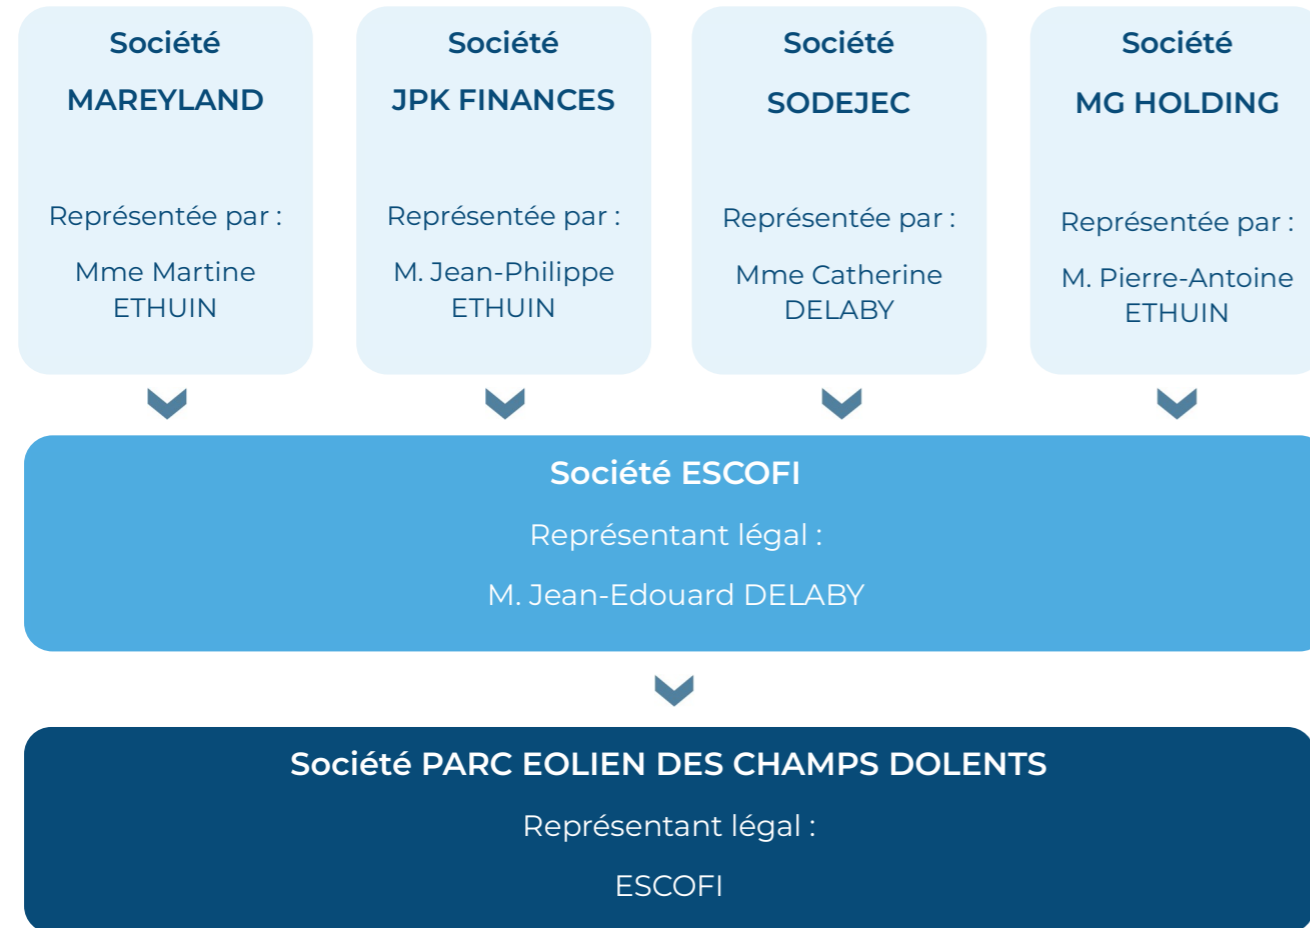 Société
MAREYLAND
Représentée par :
Mme Martine
ETHUIN
Société
JPK FINANCES
Représentée par :
M. Jean-Philippe
ETHUIN
Société
SODEJEC
Représentée par :
Mme Catherine
DELABY
Société
MG HOLDING
Représentée par :
M. Pierre-Antoine
ETHUIN
Société ESCOFI
Représentant légal :
M. Jean-Edouard DELABY
Société PARC EOLIEN DES CHAMPS DOLENTS
Représentant légal :
ESCOFI